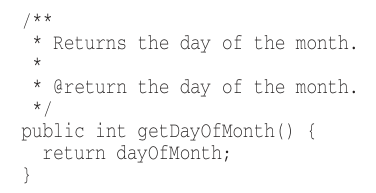 /**
 * Returns the day of the month.
 *
 * @return the day of the month.
 */
public int getDayOfMonth() {
  return dayOfMonth;
}